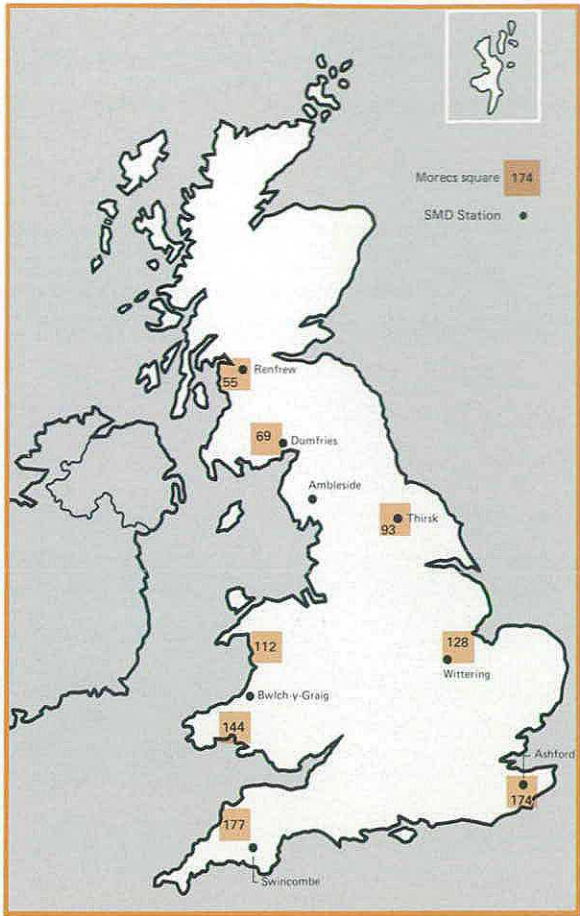 Morecs square 174
SMD Station
Renfrew
55
69
Dumfries
Ambleside
Thirsk
93
112
128
Wittering
Bwlch-y-Graig
144
Ashford
174
177
Swincombe